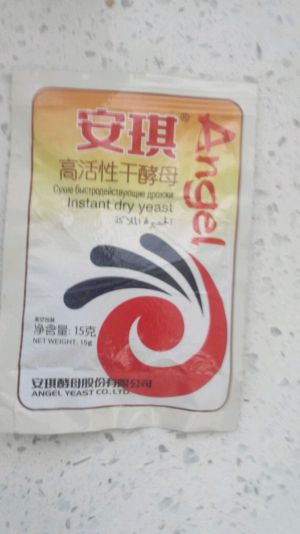 安琪®
Angel
高活性干酵母
Сухие быстродействующие дрожжи
Instant dry yeast
净含量: 15克
NET WEIGHT: 15g
安琪酵母股份有限公司
ANGEL YEAST CO., LTD.